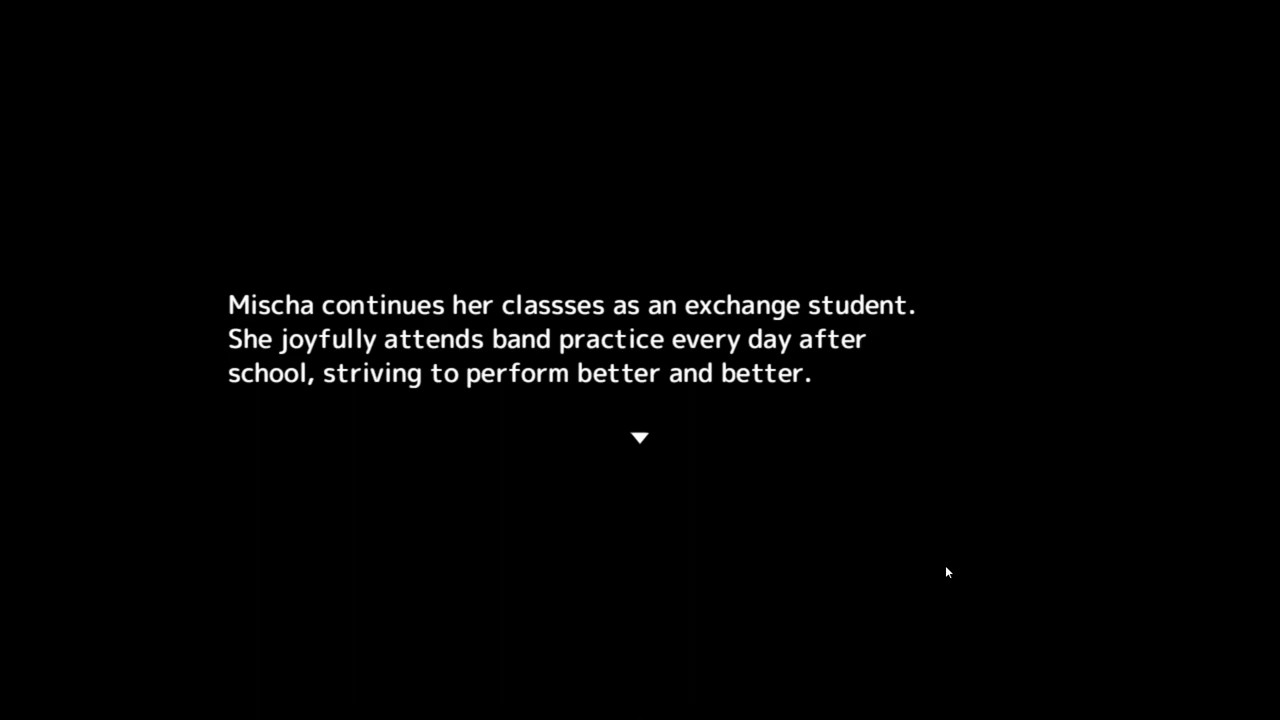 Mischa continues her classses as an exchange student.
She joyfully attends band practice every day after
school, striving to perform better and better.